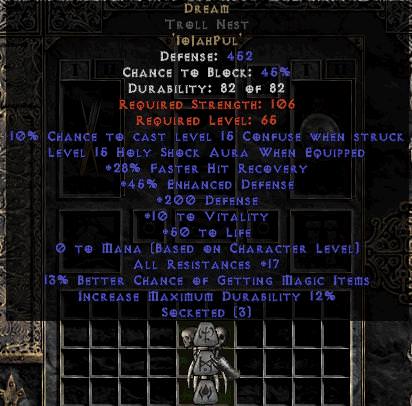 Dream
Troll Nest
'IoJahPul'
Defense: 452
Chance to Block: 45%
Durability: 82 of 82
Required Strength: 106
Required Level: 65
10% Chance to cast level 15 Confuse when struck
Level 15 Holy Shock Aura When Equipped
+28% Faster Hit Recovery
+45% Enhanced Defense
+200 Defense
+10 to Vitality
+50 to Life
0 to Mana (Based on Character Level)
All Resistances +17
13% Better Chance of Getting Magic Items
Increase Maximum Durability 12%
Socketed (3)